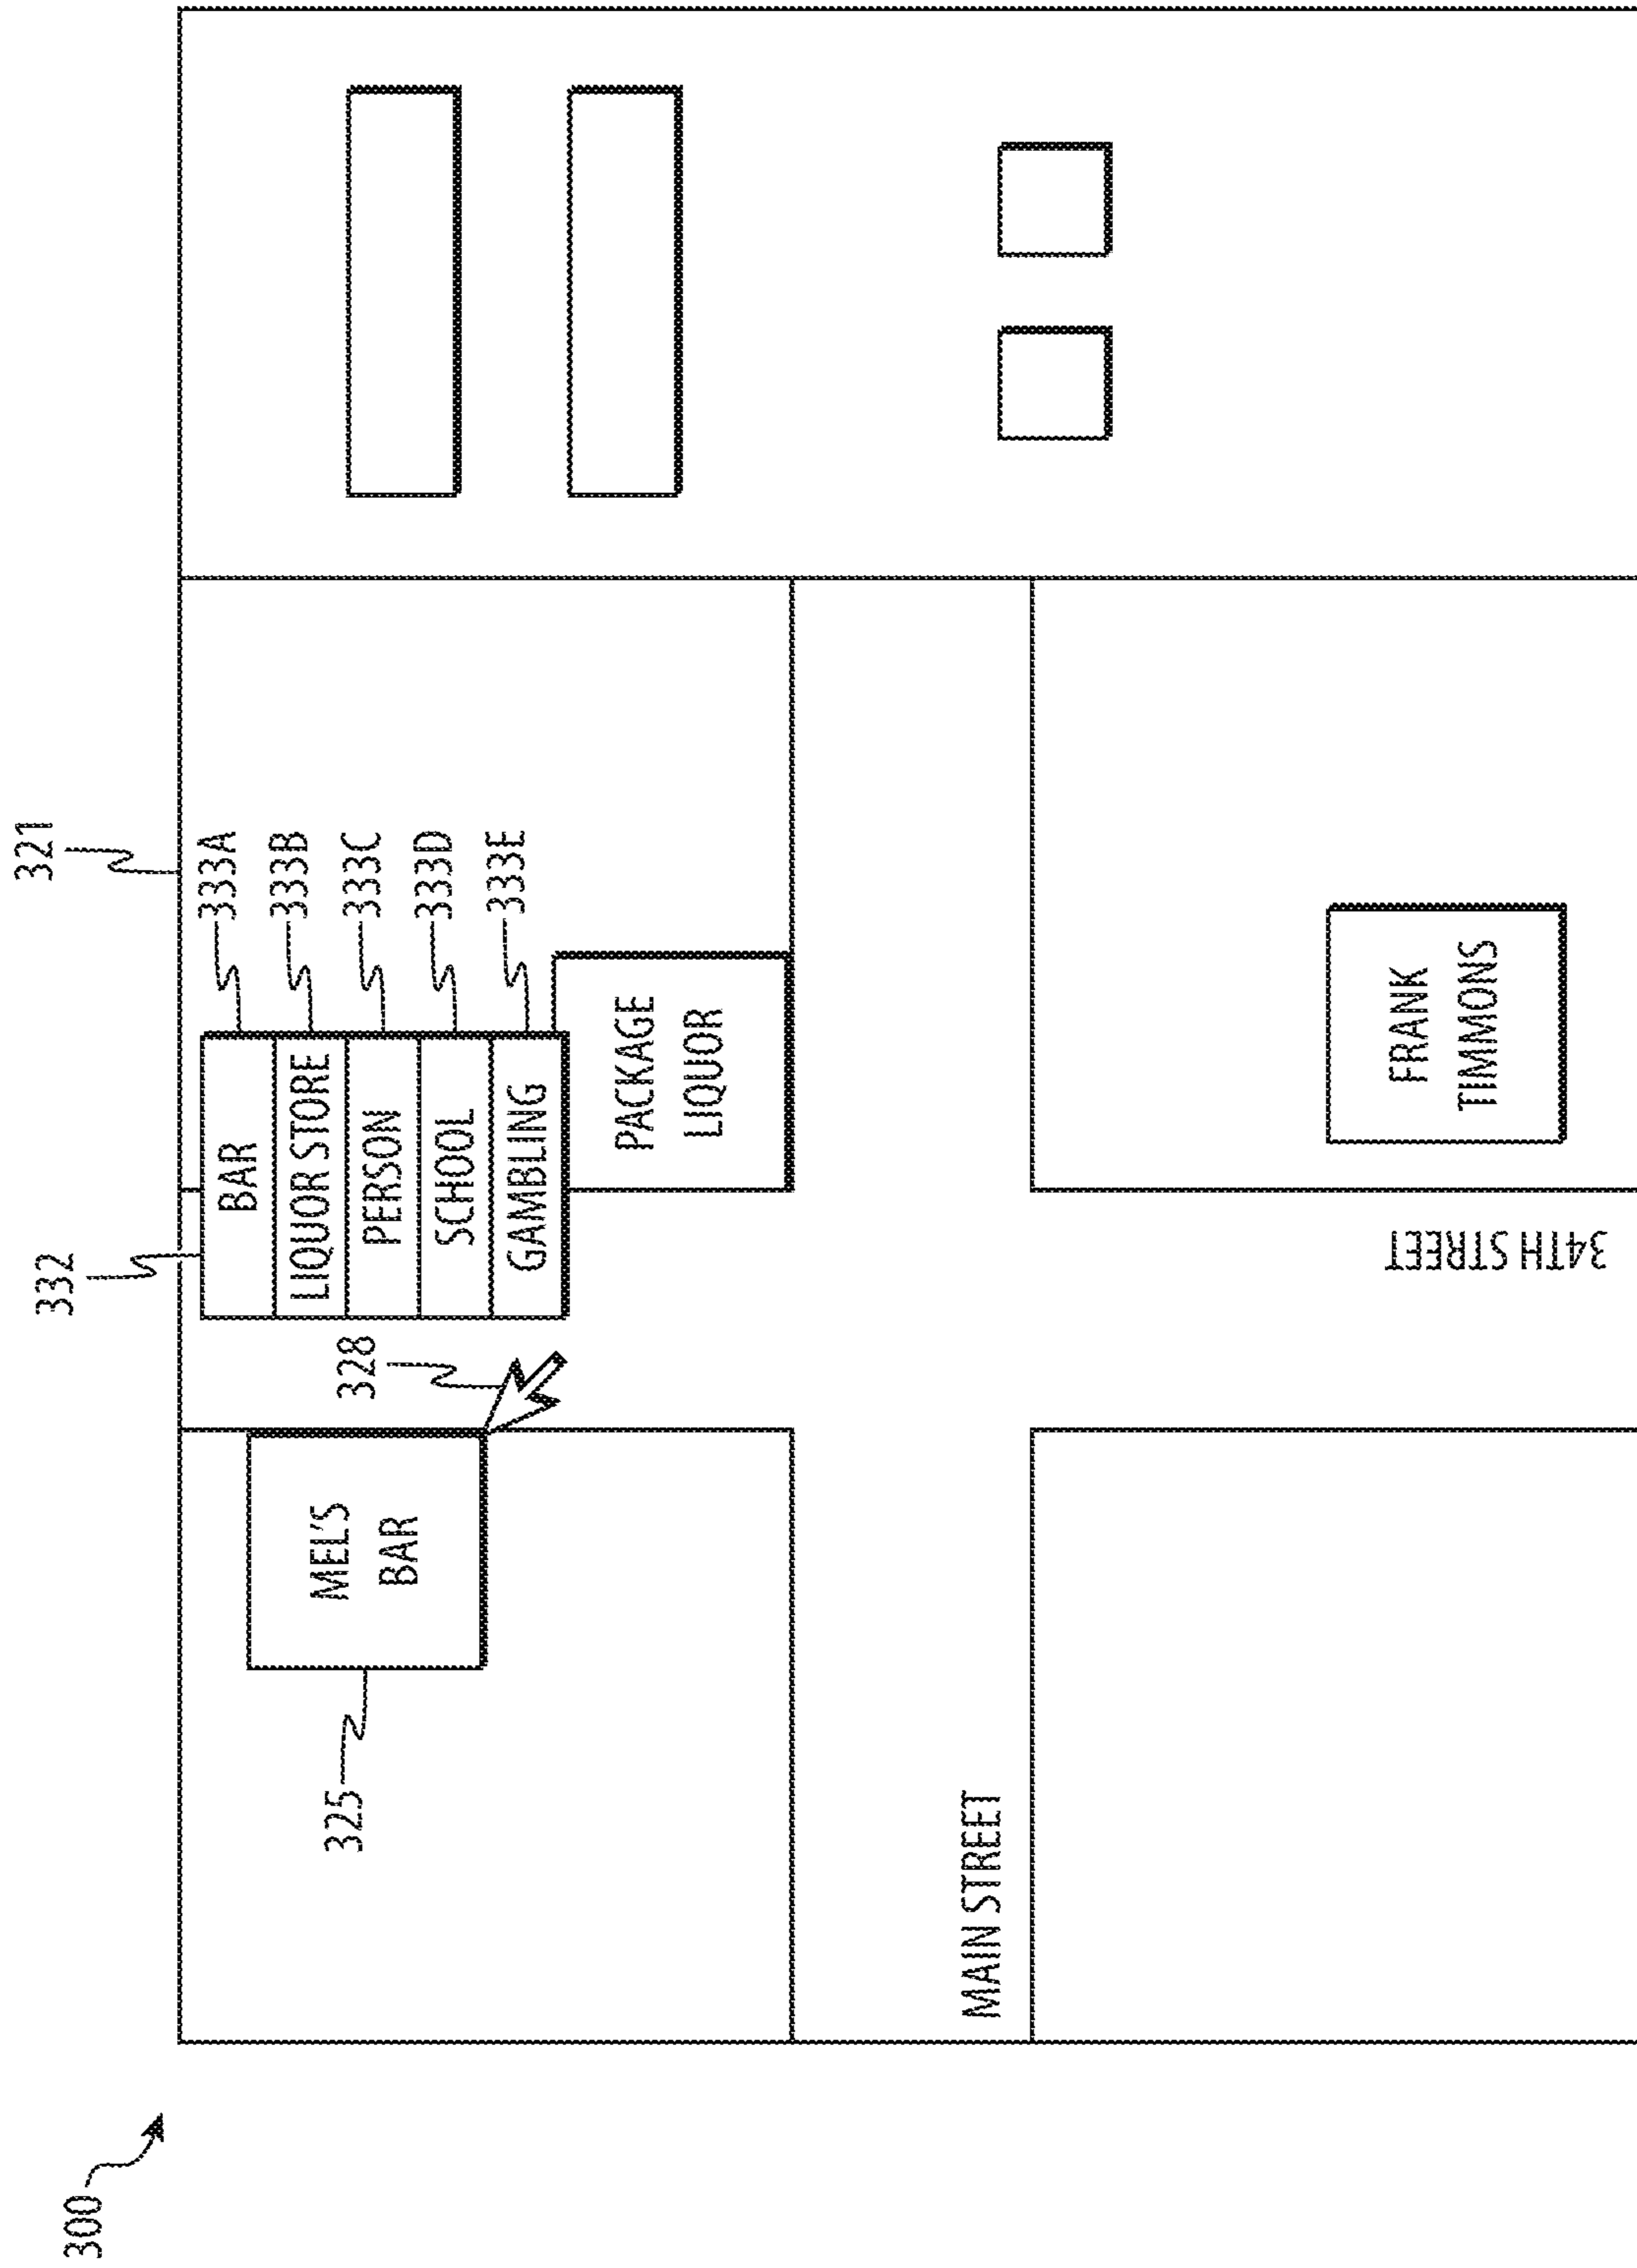 300
321
332
BAR
333A
LIQUOR STORE
333B
PERSON
333C
SCHOOL
333D
GAMBLING
333E
328
325
MEL'S
BAR
PACKAGE
LIQUOR
MAIN STREET
34TH STREET
FRANK
TIMMONS